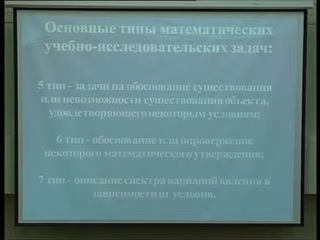 Основные типы математических
учебно-исследовательских задач:
5 тип - задачи на обоснование существования
или невозможности существования объекта,
удовлетворяющего некоторым условиям;
6 тип - обоснование или опровержение
некоторого математического утверждения;
7 тип - описание спектра вариаций явления в
зависимости от условия.